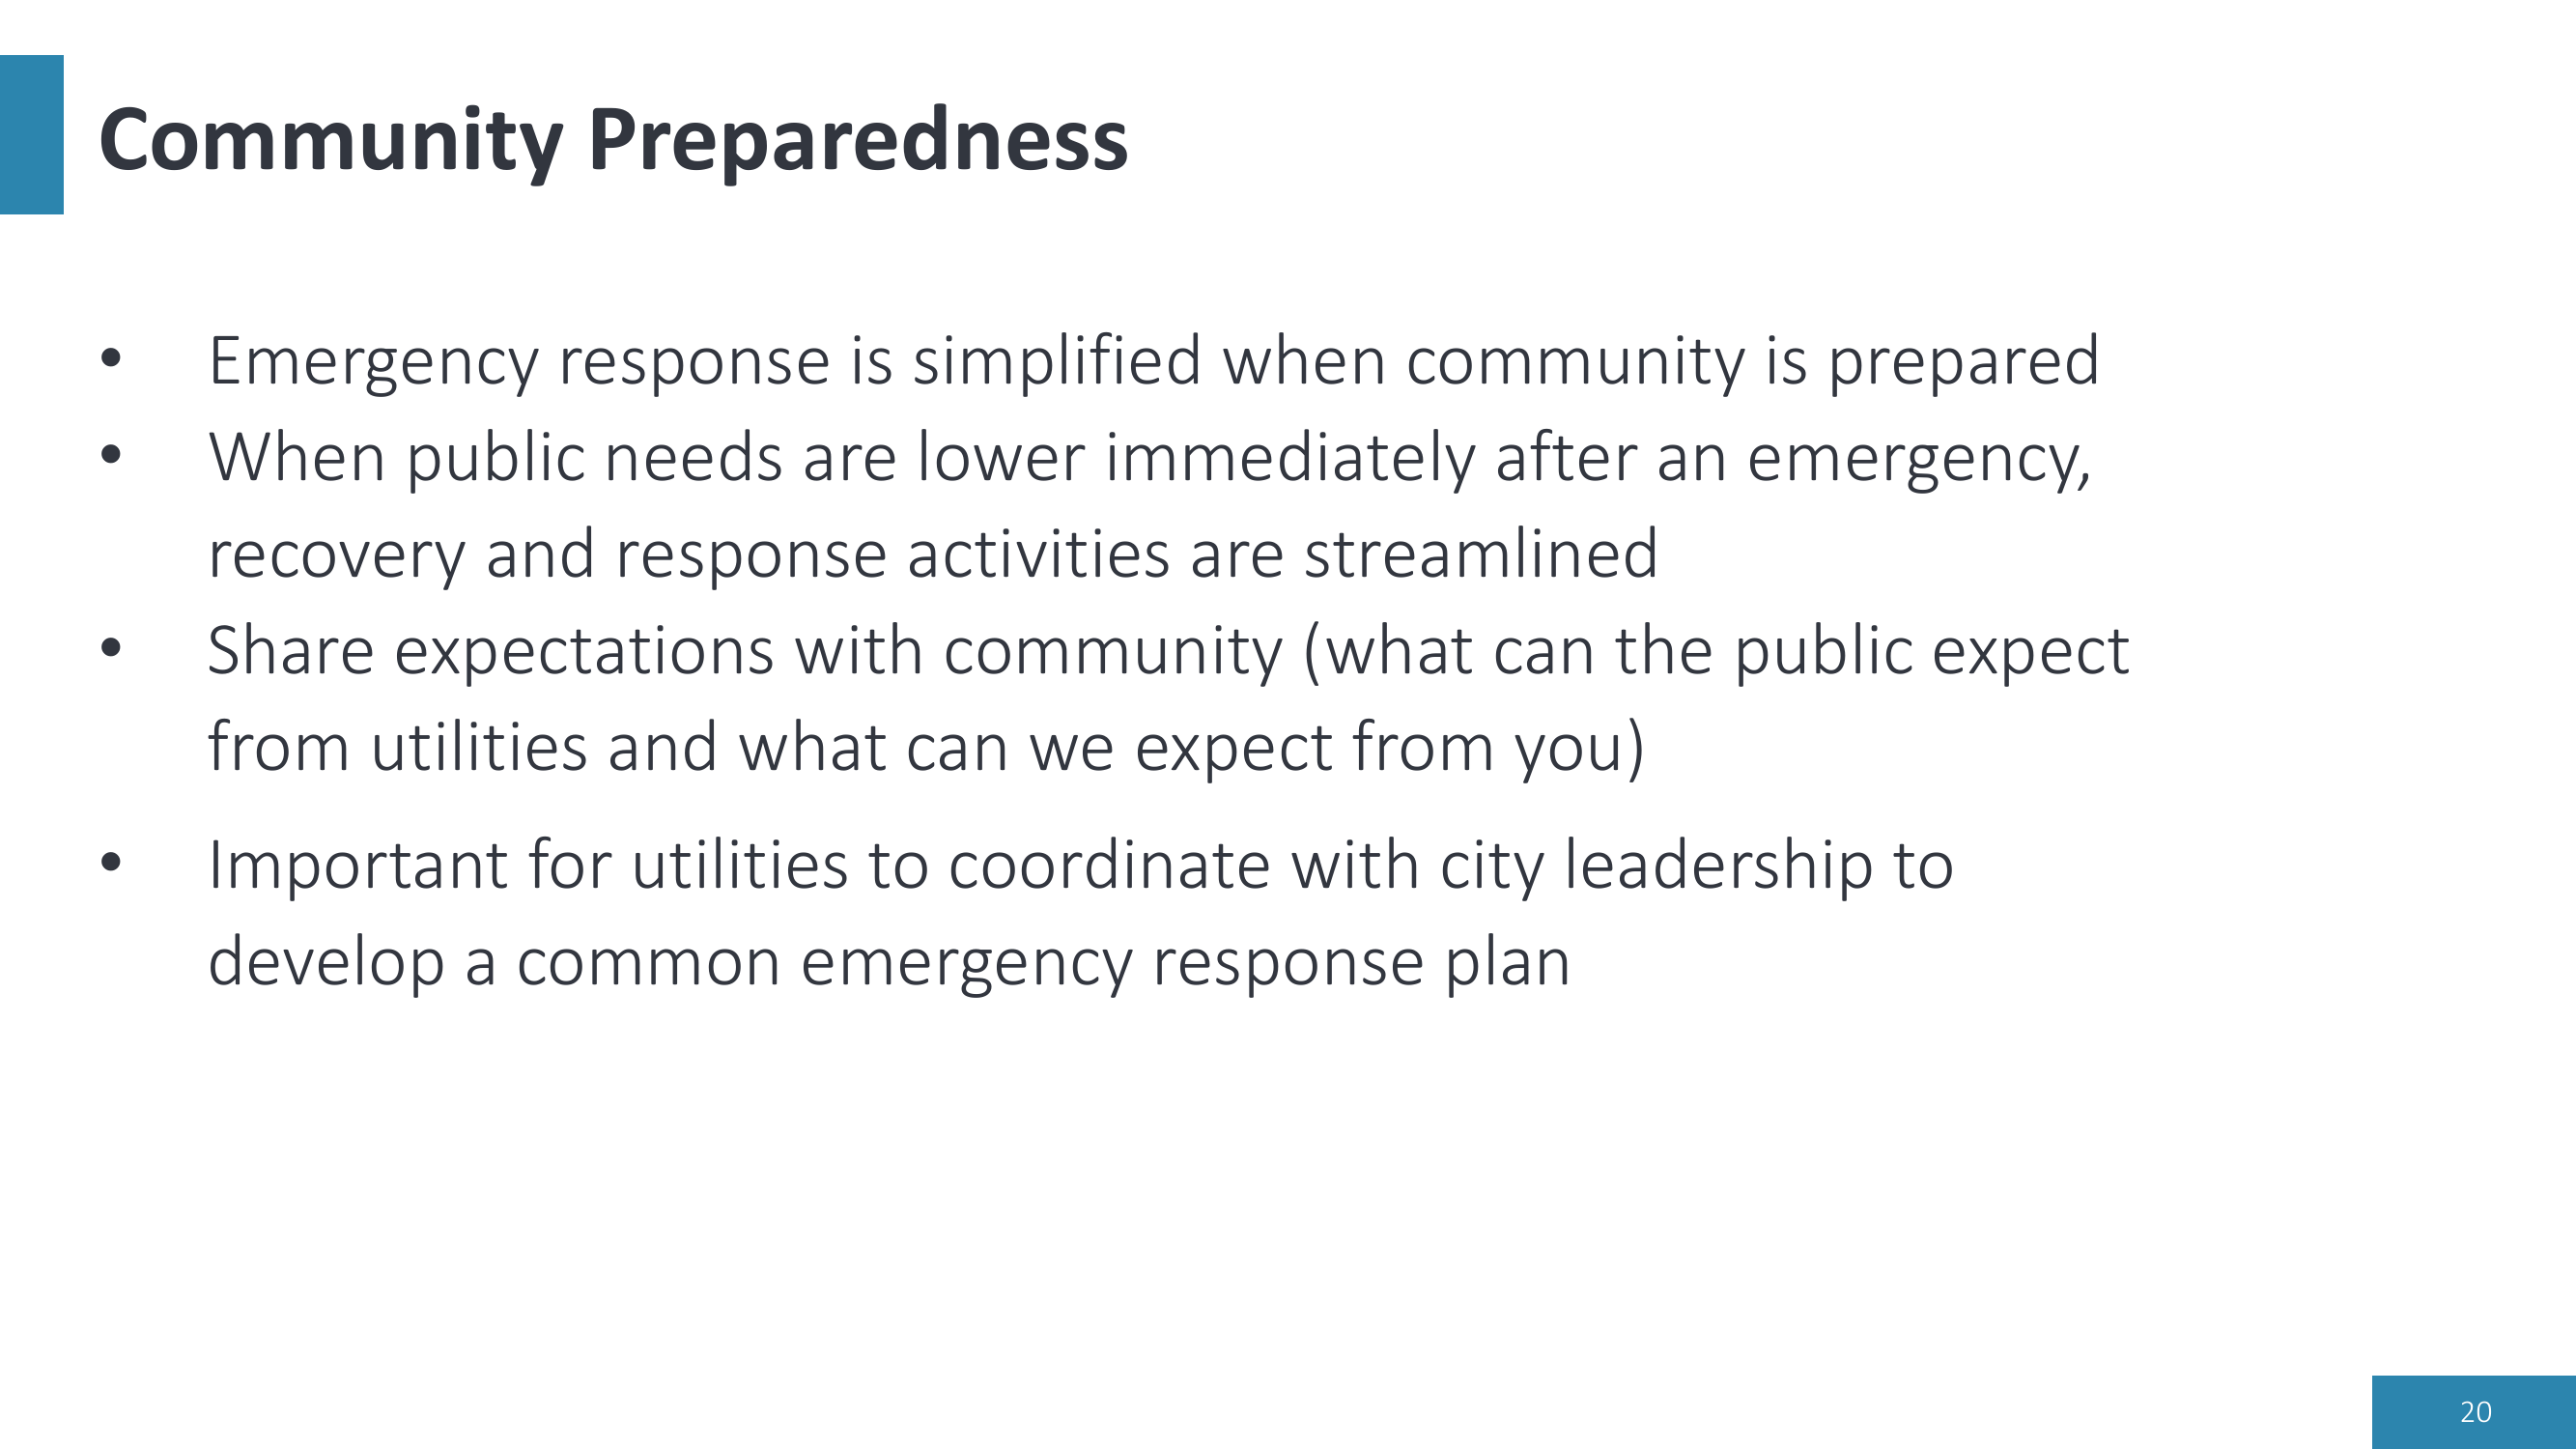 Community Preparedness
• Emergency response is simplified when community is prepared
• When public needs are lower immediately after an emergency,
recovery and response activities are streamlined
• Share expectations with community (what can the public expect
from utilities and what can we expect from you)
• Important for utilities to coordinate with city leadership to
develop a common emergency response plan
20